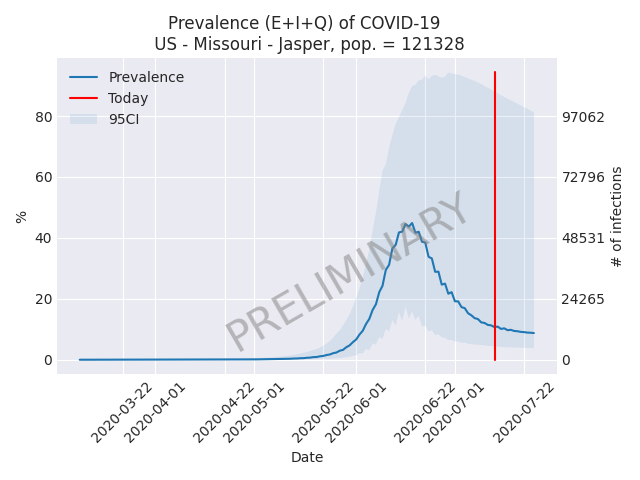 Prevalence (E+I+Q) of COVID-19
US - Missouri - Jasper, pop. = 121328
Prevalence
Today
95CI
80
60
40
20
0
%
97062
72796
48531
24265
0
# of infections
PRELIMINARY
2020-03-22
2020-04-01
2020-04-22
2020-05-01
2020-05-22
2020-06-01
2020-06-22
2020-07-01
2020-07-22
Date